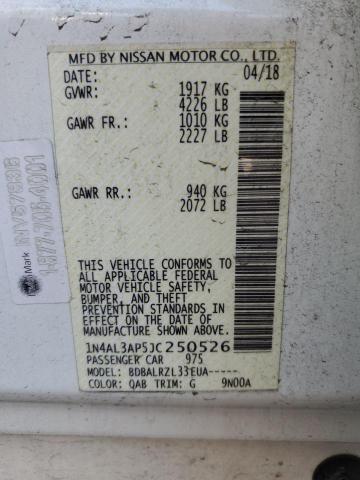 MFD BY NISSAN MOTOR CO., LTD.
DATE: 04/18
GVWR: 1917 KG
4226 LB
GAWR FR.: 1010 KG
2227 LB
GAWR RR.: 940 KG
2072 LB
THIS VEHICLE CONFORMS TO
ALL APPLICABLE FEDERAL
MOTOR VEHICLE SAFETY,
BUMPER, AND THEFT
PREVENTION STANDARDS IN
EFFECT ON THE DATE OF
MANUFACTURE SHOWN ABOVE.
1N4AL3AP5JC250526
PASSENGER CAR 975
MODEL: BDBALRZL33EUA-----
COLOR: QAB TRIM: G 9N00A
Mark